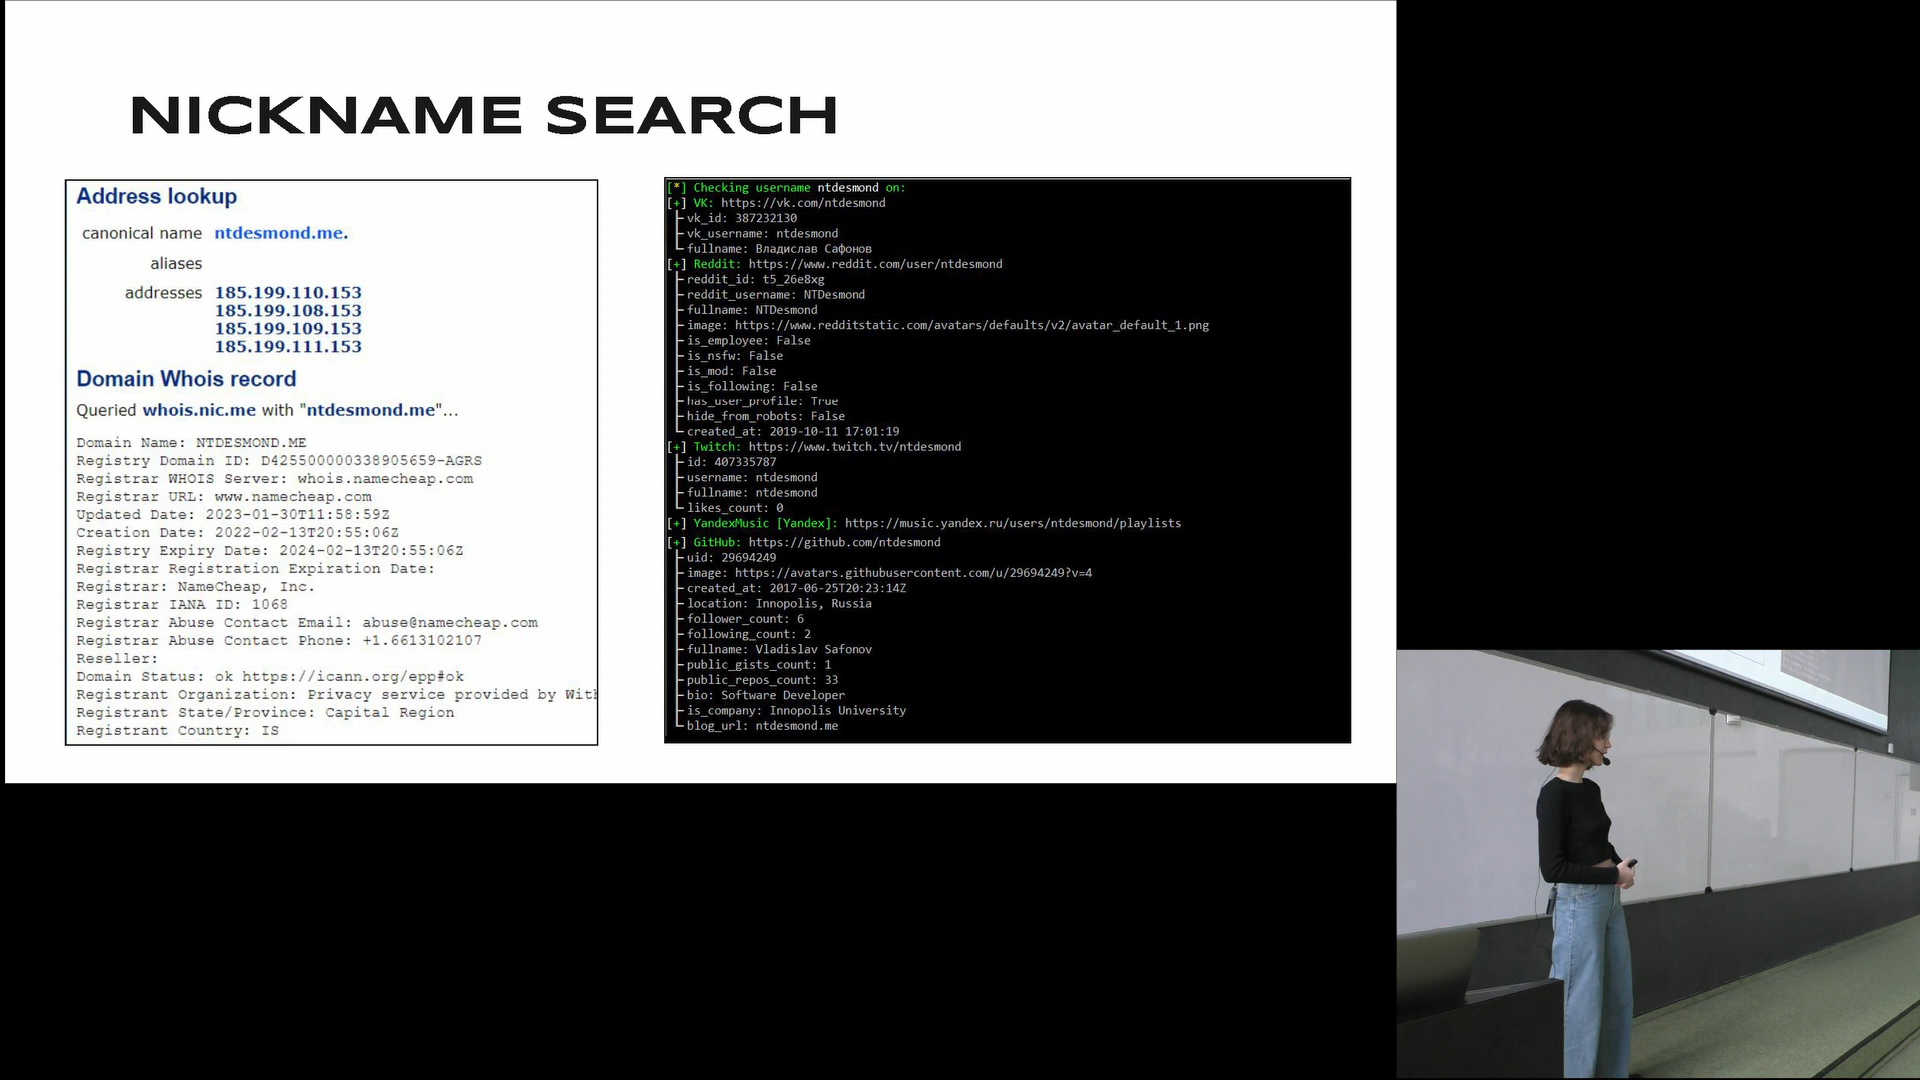 NICKNAME SEARCH
Address lookup
canonical name ntdesmond.me.
aliases
addresses 185.199.110.153
185.199.108.153
185.199.109.153
185.199.111.153
Domain Whois record
Queried whois.nic.me with "ntdesmond.me"...
Domain Name: NTDESMOND.ME
Registry Domain ID: D425500000338905659-AGRS
Registrar WHOIS Server: whois.namecheap.com
Registrar URL: www.namecheap.com
Updated Date: 2023-01-30T11:58:59Z
Creation Date: 2022-02-13T20:55:06Z
Registry Expiry Date: 2024-02-13T20:55:06Z
Registrar Registration Expiration Date:
Registrar: NameCheap, Inc.
Registrar IANA ID: 1068
Registrar Abuse Contact Email: abuse@namecheap.com
Registrar Abuse Contact Phone: +1.6613102107
Reseller:
Domain Status: ok https://icann.org/epp#ok
Registrant Organization: Privacy service provided by With
Registrant State/Province: Capital Region
Registrant Country: IS
[*] Checking username ntdesmond on:
[+] VK: https://vk.com/ntdesmond
vk_id: 387232130
vk_username: ntdesmond
fullname: Владислав Сафонов
[+] Reddit: https://www.reddit.com/user/ntdesmond
reddit_id: t5_26e8xg
reddit_username: NTDesmond
fullname: NTDesmond
image: https://www.redditstatic.com/avatars/defaults/v2/avatar_default_1.png
is_employee: False
is_nsfw: False
is_mod: False
is_following: False
has_user_profile: True
hide_from_robots: False
created_at: 2019-10-11 17:01:19
[+] Twitch: https://www.twitch.tv/ntdesmond
id: 407335787
username: ntdesmond
fullname: ntdesmond
likes_count: 0
[+] YandexMusic [Yandex]: https://music.yandex.ru/users/ntdesmond/playlists
[+] GitHub: https://github.com/ntdesmond
uid: 29694249
image: https://avatars.githubusercontent.com/u/29694249?v=4
created_at: 2017-06-25T20:23:14Z
location: Innopolis, Russia
follower_count: 6
following_count: 2
fullname: Vladislav Safonov
public_gists_count: 1
public_repos_count: 33
bio: Software Developer
is_company: Innopolis University
blog_url: ntdesmond.me